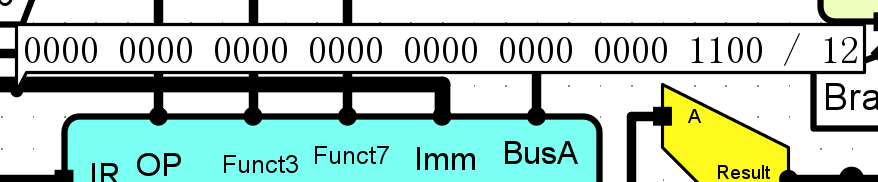 0000 0000 0000 0000 0000 0000 0000 1100 / 12
Bra
A
IR OP Funct3 Funct7 Imm BusA
Result